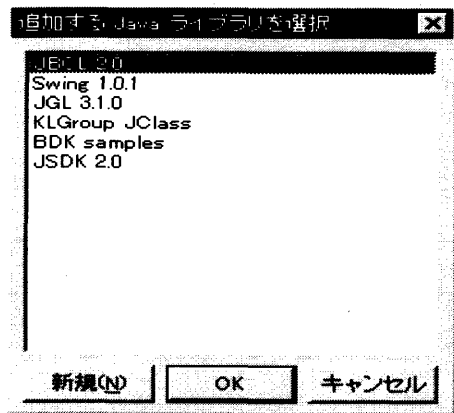 追加する Java ライブラリを選択
JBCL 2.0
Swing 1.0.1
JGL 3.1.0
KLGroup JClass
BDK samples
JSDK 2.0
新規(N)
OK
キャンセル